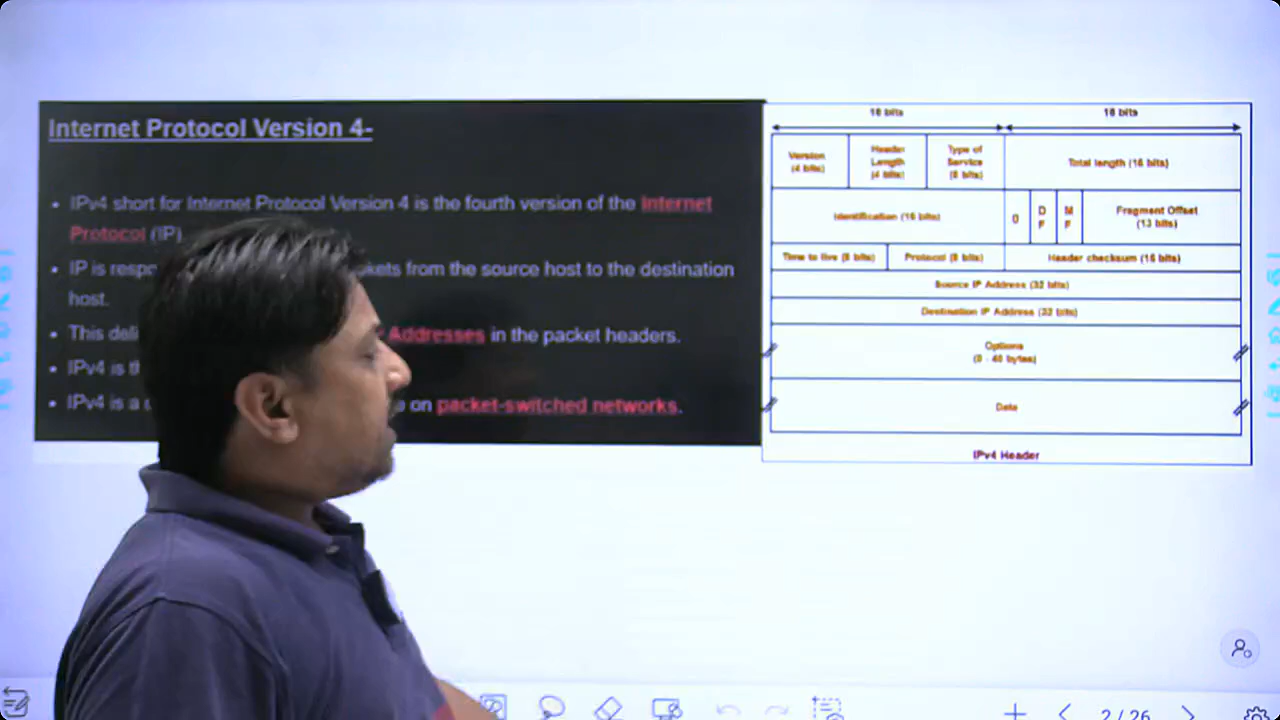 Internet Protocol Version 4-
• IPv4 short for Internet Protocol Version 4 is the fourth version of the Internet
Protocol (IP).
• IP is kets from the source host to the destination
host.
• This Addresses in the packet headers.
• IPv4 is
• IPv4 is a on packet-switched networks.
16 bits 16 bits
Version
(4 bits)
Header
Length
(4 bits)
Type of
Service
(8 bits)
Total length (16 bits)
Identification (16 bits)
0
D
F
M
F
Fragment Offset
(13 bits)
Time to live (8 bits) Protocol (8 bits) Header checksum (16 bits)
Source IP Address (32 bits)
Destination IP Address (32 bits)
Options
(0 - 40 bytes)
Data
IPv4 Header
2 / 26